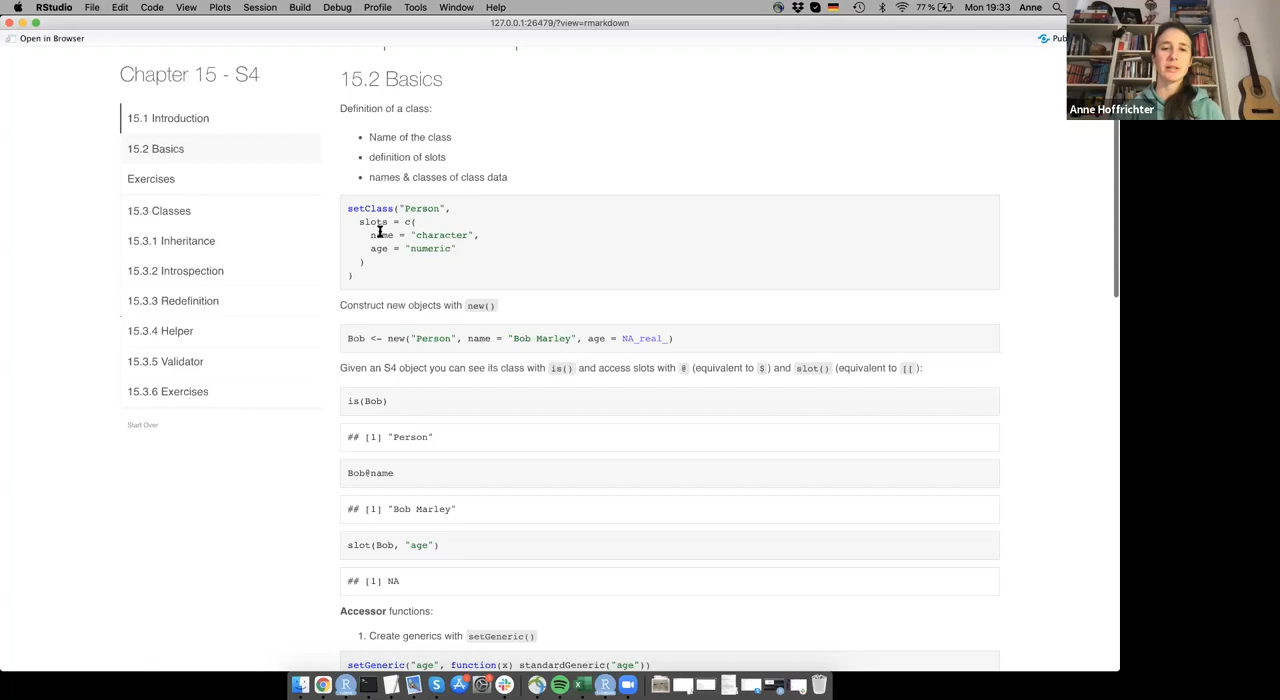 RStudio File Edit Code View Plots Session Build Debug Profile Tools Window Help 77 % Mon 19:33 Anne
127.0.0.1:26479/?view=rmarkdown
Open in Browser
Anne Hoffrichter
Chapter 15 - S4
15.1 Introduction
15.2 Basics
Exercises
15.3 Classes
15.3.1 Inheritance
15.3.2 Introspection
15.3.3 Redefinition
15.3.4 Helper
15.3.5 Validator
15.3.6 Exercises
Start Over
15.2 Basics
Definition of a class:
• Name of the class
• definition of slots
• names & classes of class data
setClass("Person",
slots = c(
name = "character",
age = "numeric"
)
)
Construct new objects with new()
Bob <- new("Person", name = "Bob Marley", age = NA_real_)
Given an S4 object you can see its class with is() and access slots with @ (equivalent to $) and slot() (equivalent to [[):
is(Bob)
## [1] "Person"
Bob@name
## [1] "Bob Marley"
slot(Bob, "age")
## [1] NA
Accessor functions:
1. Create generics with setGeneric()
setGeneric("age", function(x) standardGeneric("age"))